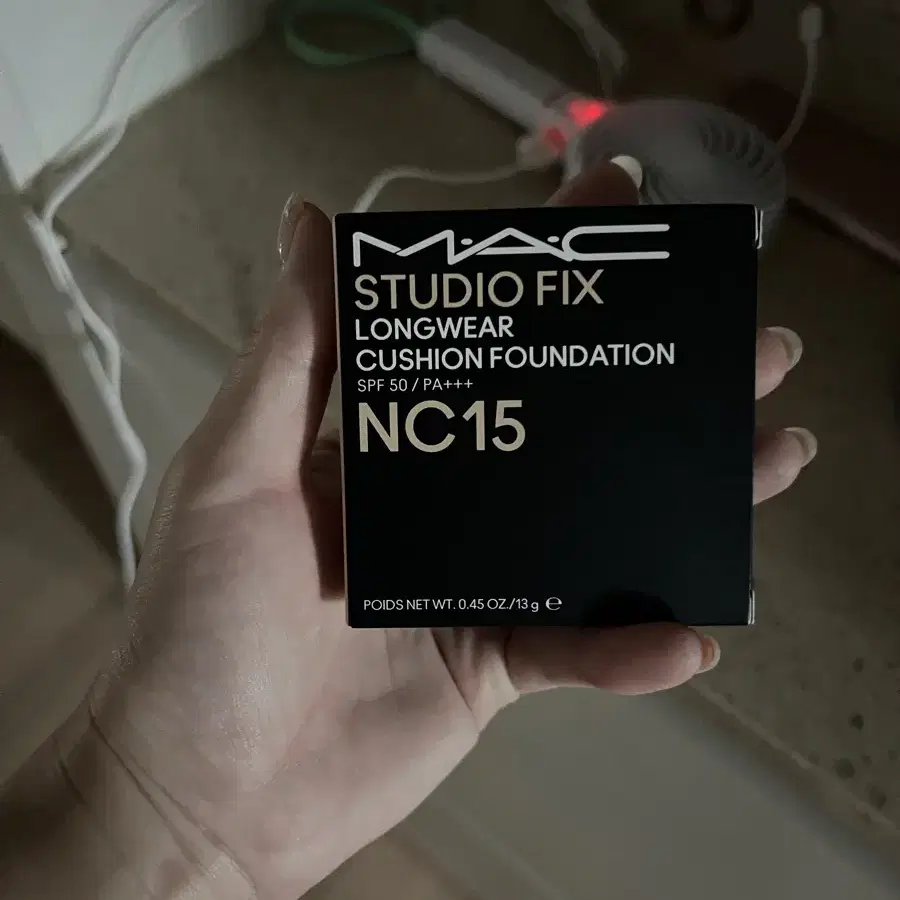 M·A·C
STUDIO FIX
LONGWEAR
CUSHION FOUNDATION
SPF 50 / PA+++
NC15
POIDS NET WT. 0.45 OZ./13 g ℮